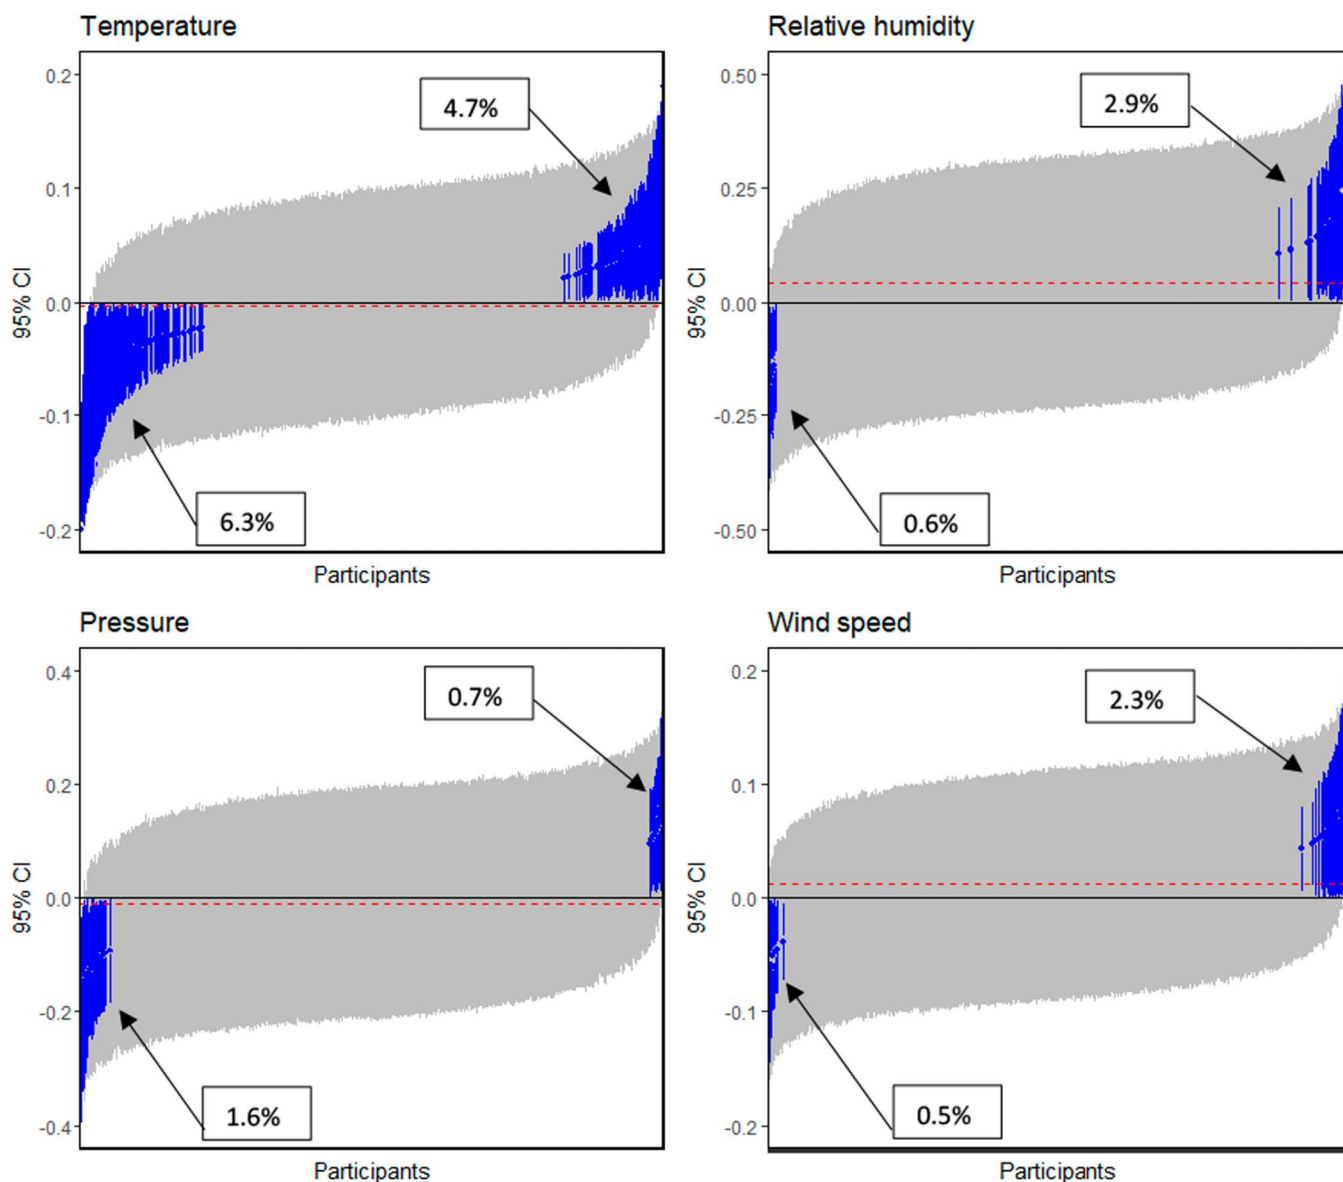 Temperature
0.2
0.1
0.0
-0.1
-0.2
95% CI
4.7%
6.3%
Participants
Relative humidity
0.50
0.25
0.00
-0.25
-0.50
95% CI
2.9%
0.6%
Participants
Pressure
0.4
0.2
0.0
-0.2
-0.4
95% CI
0.7%
1.6%
Participants
Wind speed
0.2
0.1
0.0
-0.1
-0.2
95% CI
2.3%
0.5%
Participants